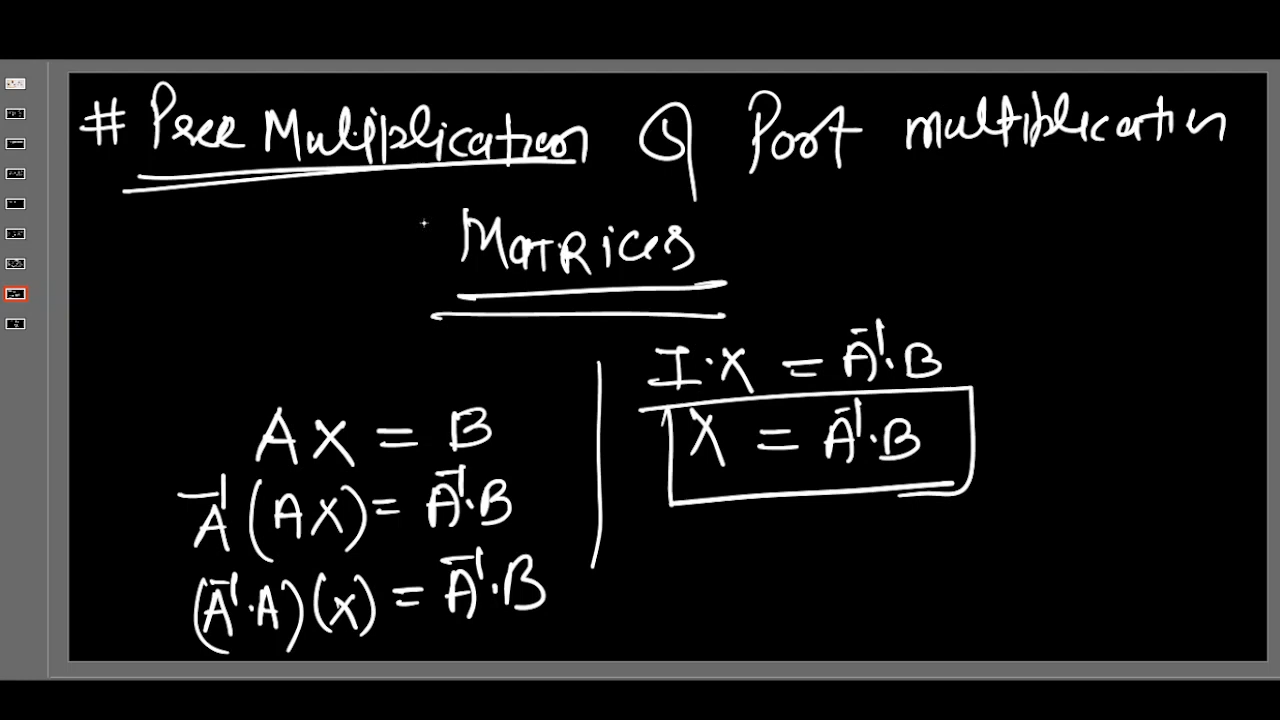 # Pree Multiplication & Post multiplication
MATRICES
AX = B
A⁻¹(AX) = A⁻¹·B
(A⁻¹·A)(X) = A⁻¹·B
I·X = A⁻¹·B
X = A⁻¹·B